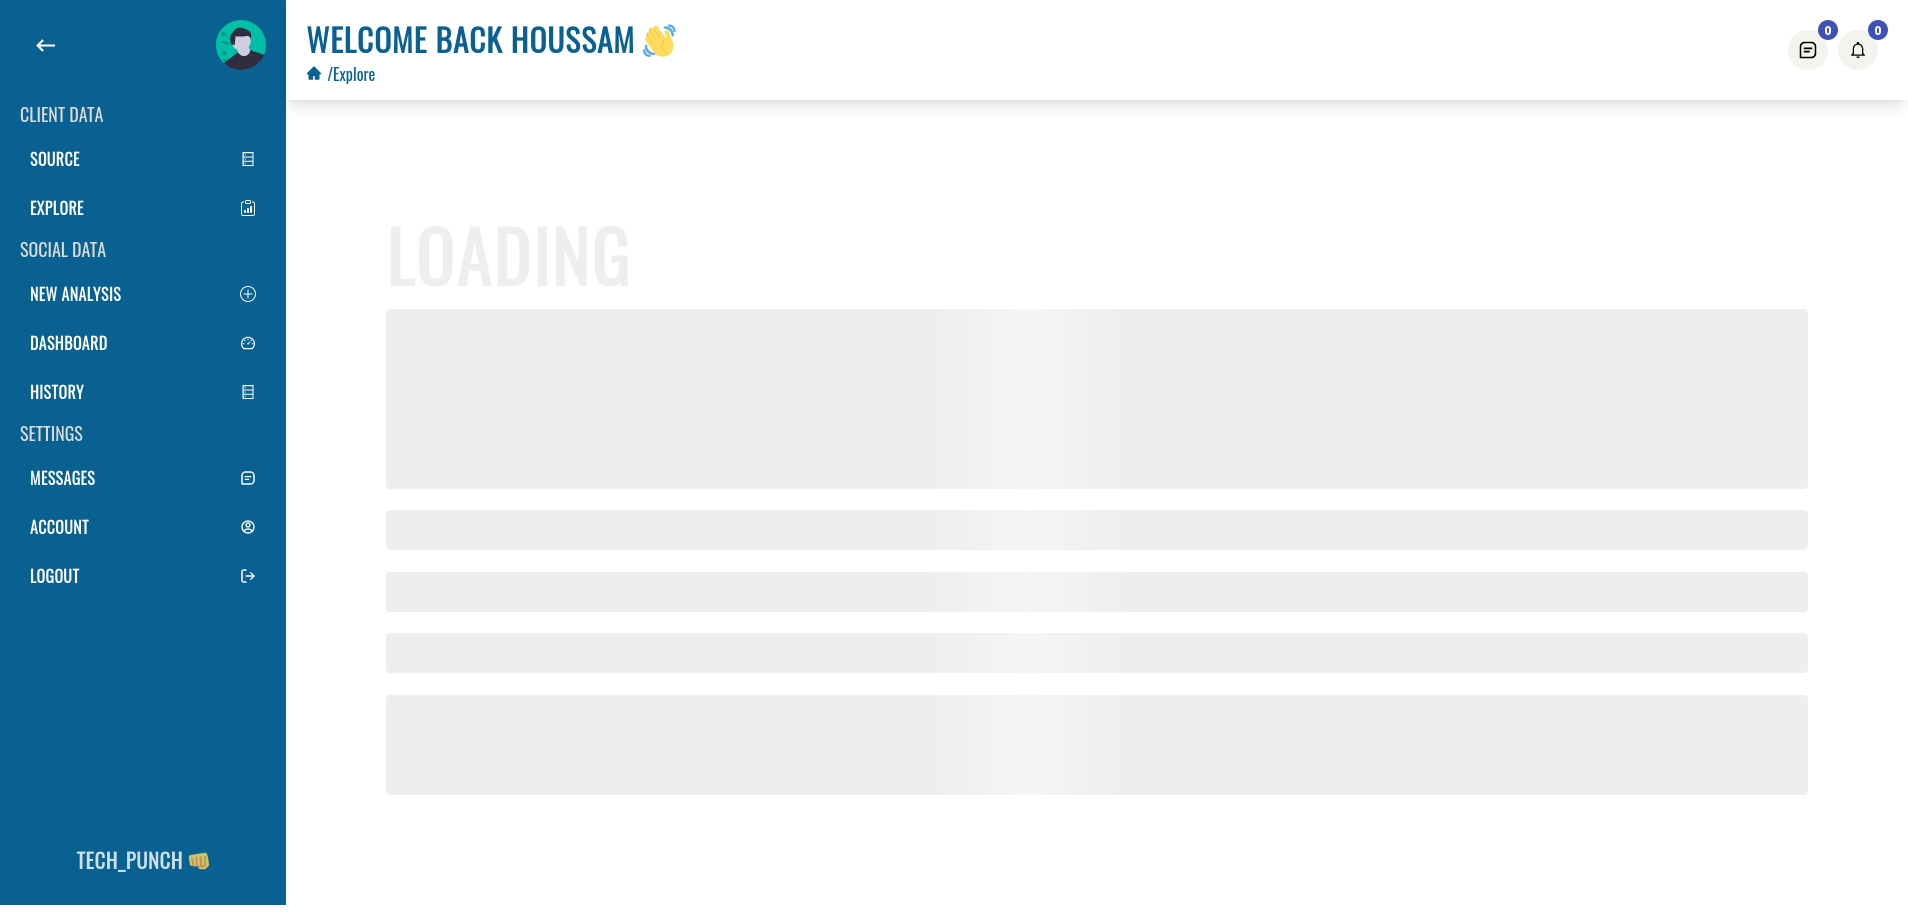 WELCOME BACK HOUSSAM 👋
/Explore
0
0
CLIENT DATA
SOURCE
EXPLORE
SOCIAL DATA
NEW ANALYSIS
DASHBOARD
HISTORY
SETTINGS
MESSAGES
ACCOUNT
LOGOUT
TECH_PUNCH
LOADING